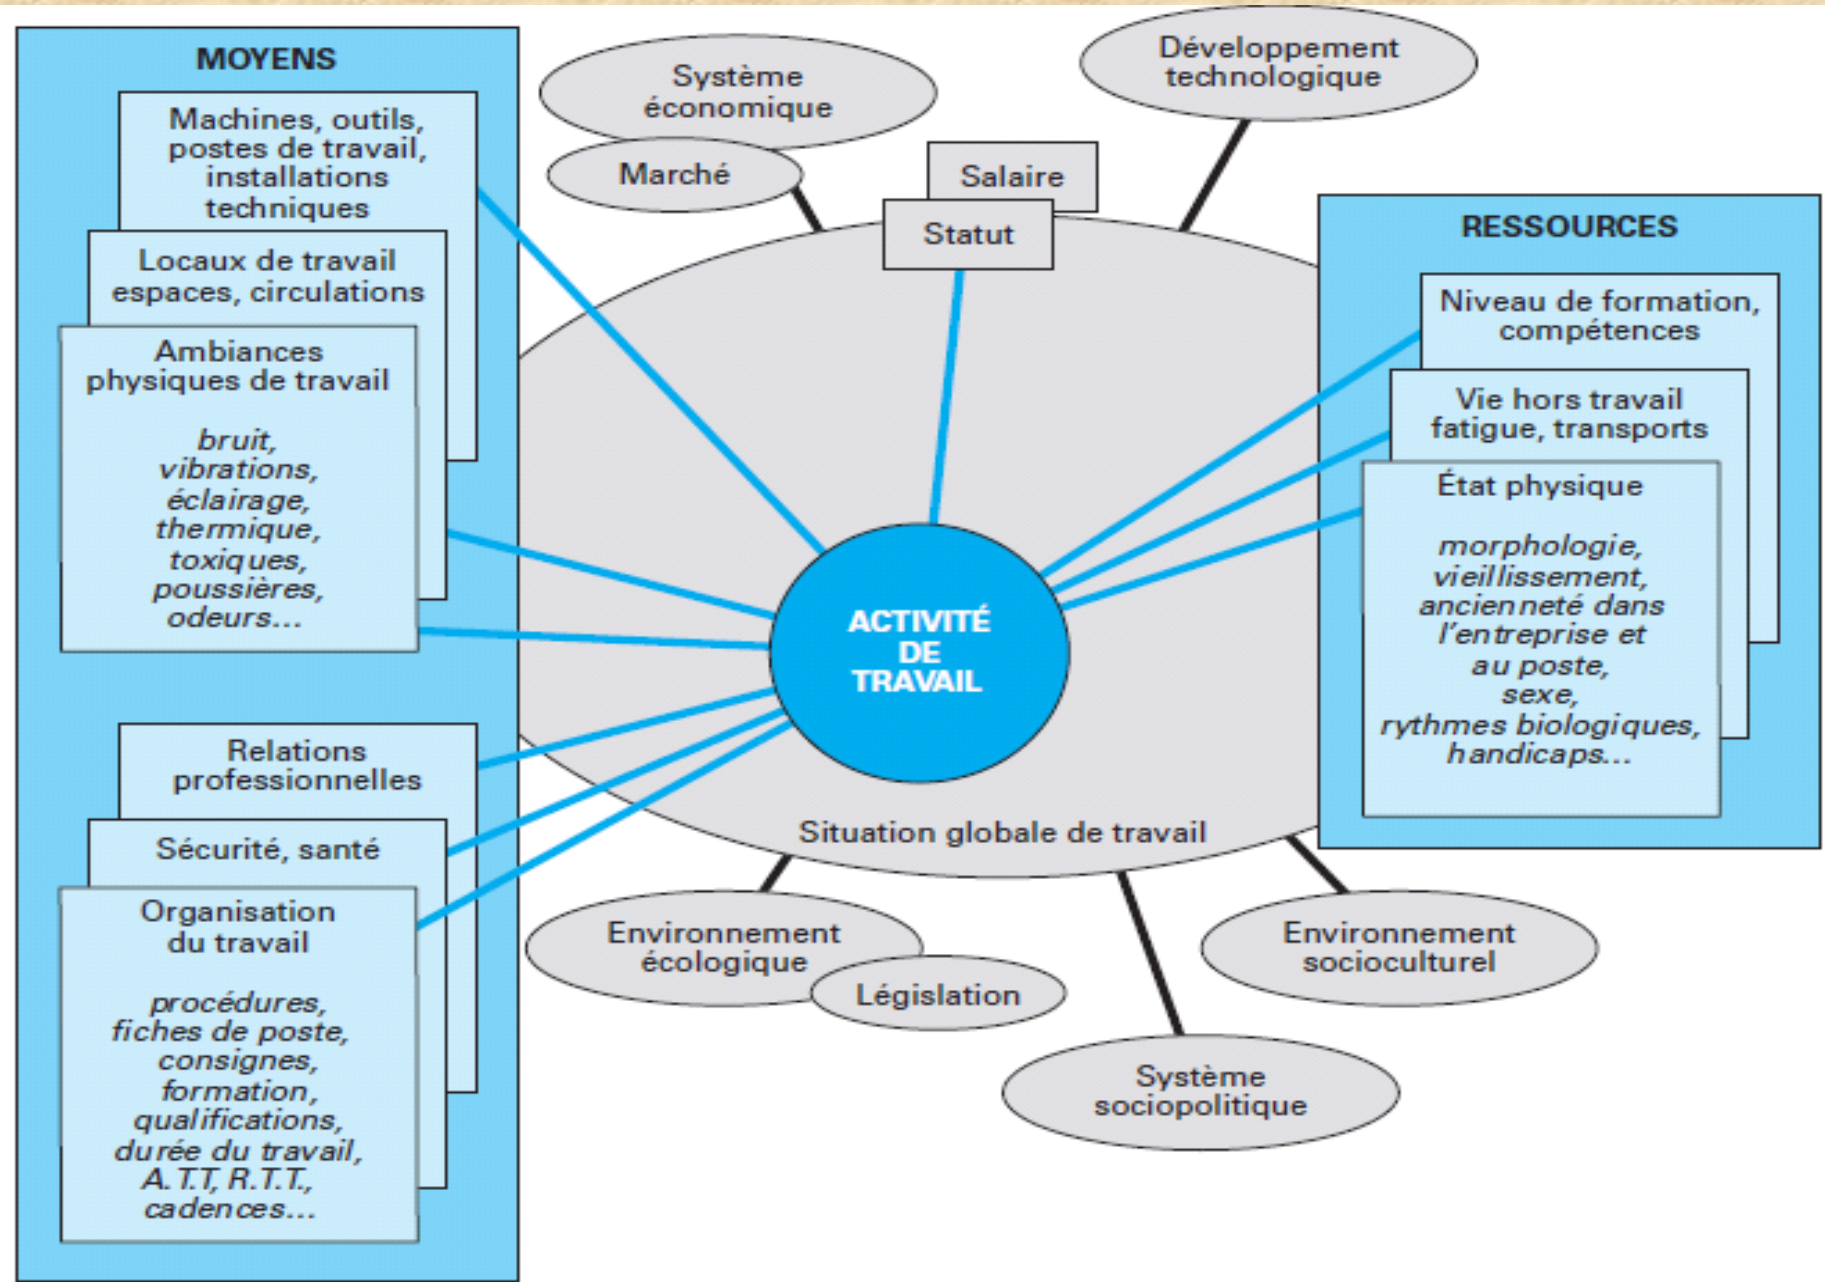 MOYENS
Machines, outils,
postes de travail,
installations
techniques
Locaux de travail
espaces, circulations
Ambiances
physiques de travail
bruit,
vibrations,
éclairage,
thermique,
toxiques,
poussières,
odeurs...
Relations
professionnelles
Sécurité, santé
Organisation
du travail
procédures,
fiches de poste,
consignes,
formation,
qualifications,
durée du travail,
A.T.T, R.T.T.,
cadences...
Système
économique
Marché
Développement
technologique
Salaire
Statut
ACTIVITÉ
DE
TRAVAIL
Situation globale de travail
Environnement
écologique
Législation
Système
sociopolitique
Environnement
socioculturel
RESSOURCES
Niveau de formation,
compétences
Vie hors travail
fatigue, transports
État physique
morphologie,
vieillissement,
ancienneté dans
l'entreprise et
au poste,
sexe,
rythmes biologiques,
handicaps...